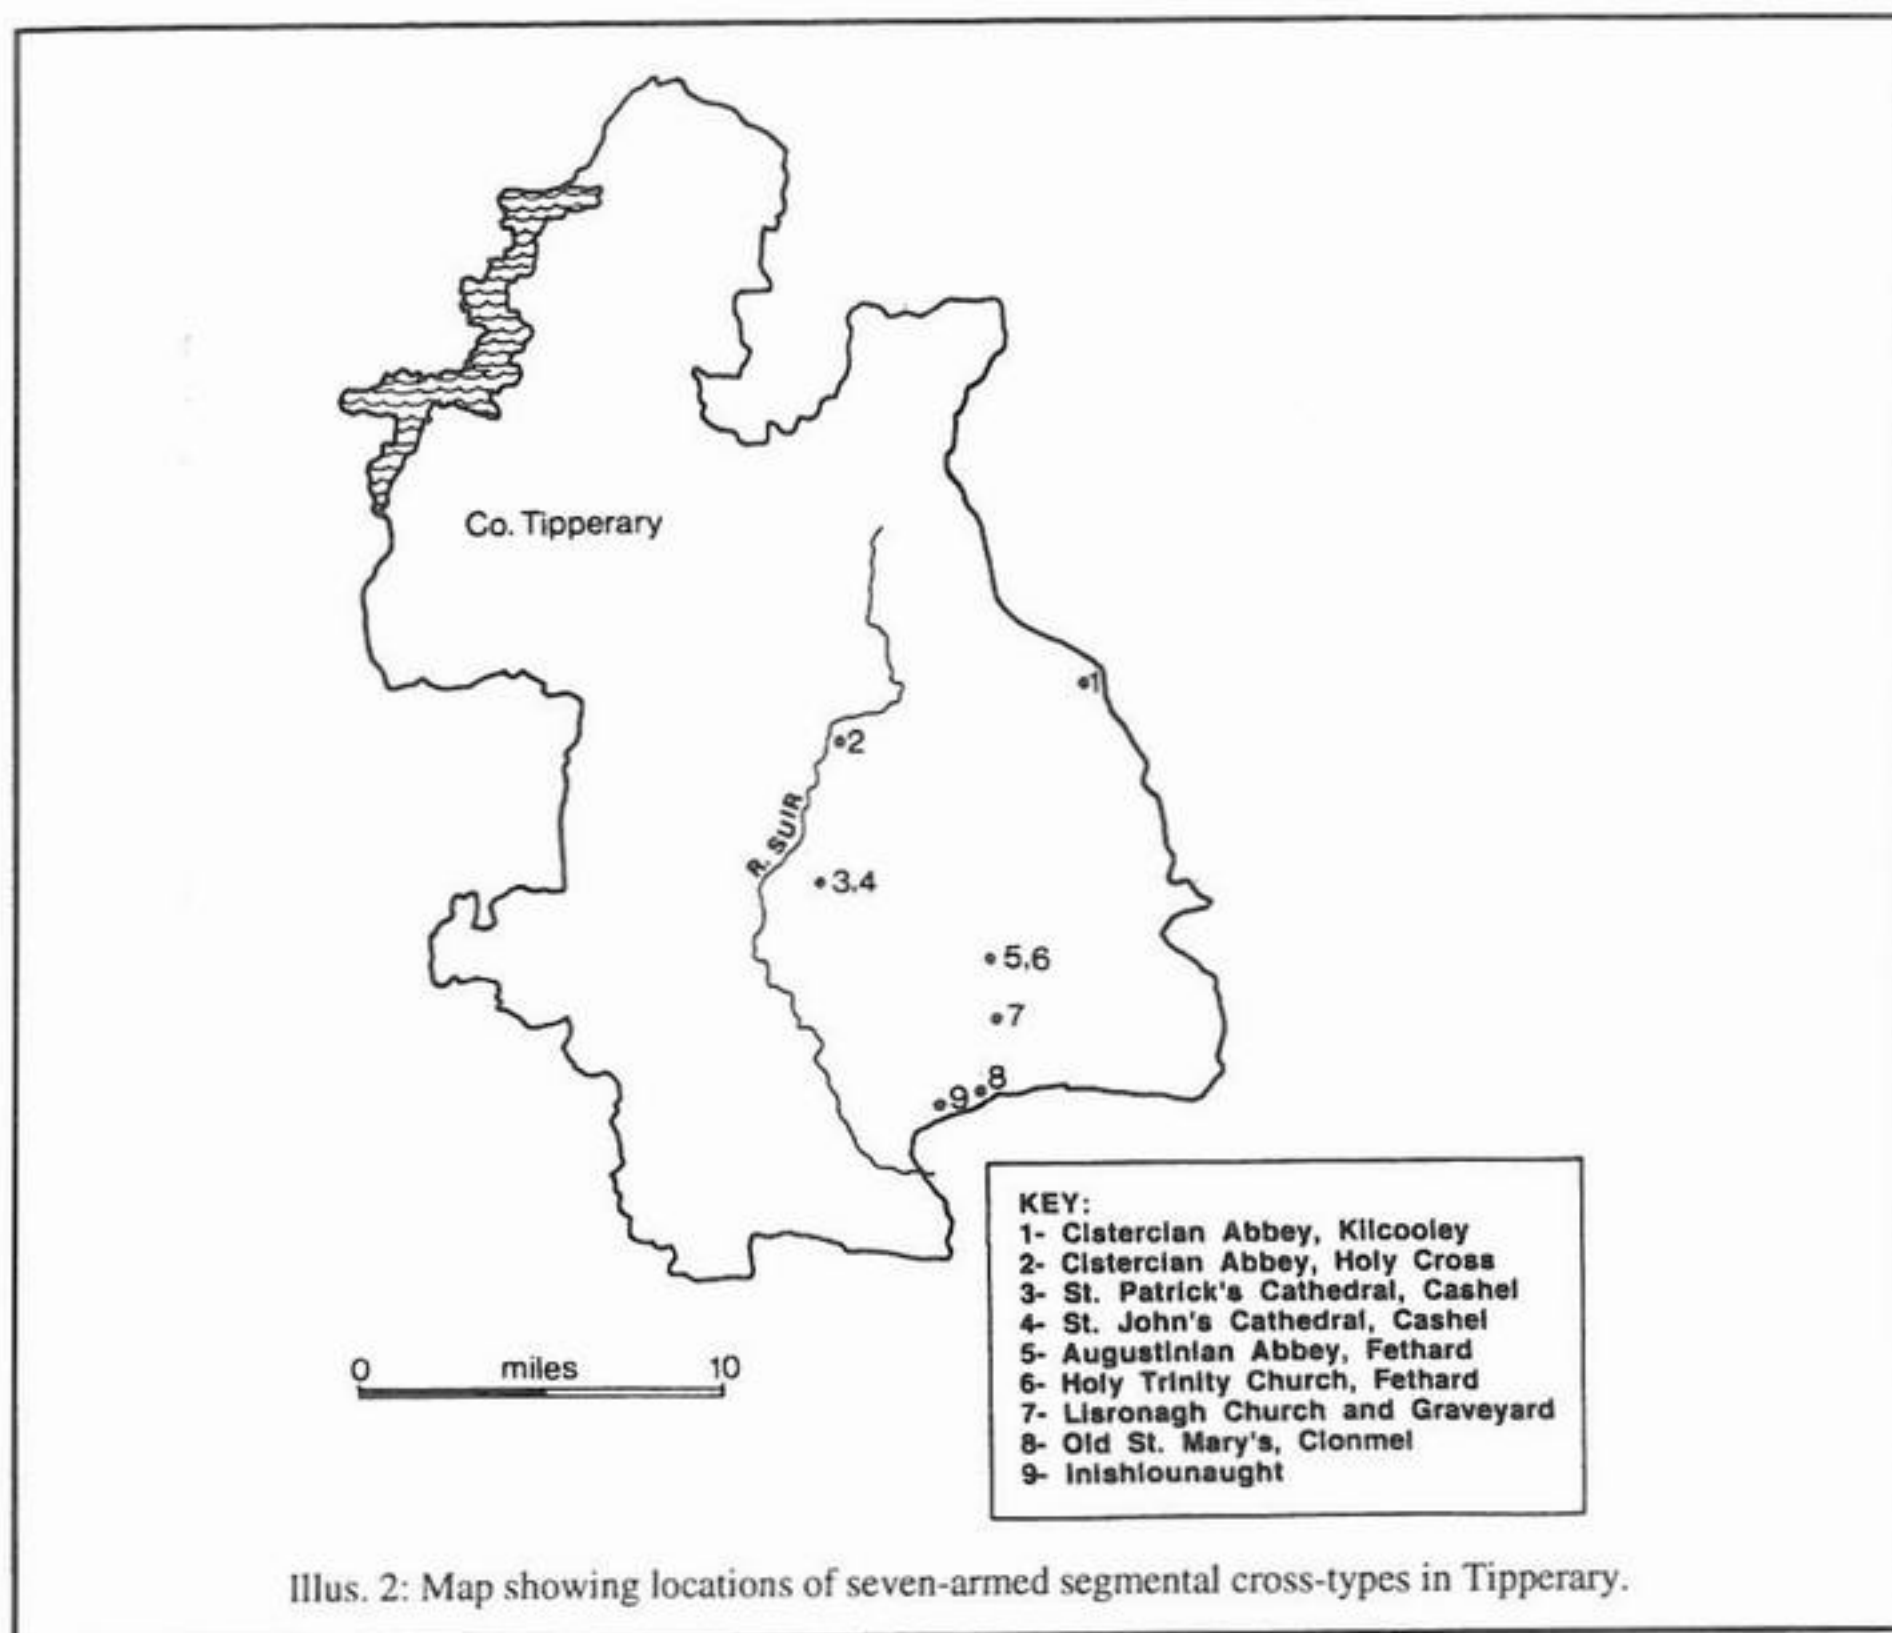 Co. Tipperary
1
2
R. SUIR
3,4
5,6
7
8
9
KEY:
1- Cistercian Abbey, Kilcooley
2- Cistercian Abbey, Holy Cross
3- St. Patrick's Cathedral, Cashel
4- St. John's Cathedral, Cashel
5- Augustinian Abbey, Fethard
6- Holy Trinity Church, Fethard
7- Lisronagh Church and Graveyard
8- Old St. Mary's, Clonmel
9- Inishlounaught
0 miles 10
Illus. 2: Map showing locations of seven-armed segmental cross-types in Tipperary.